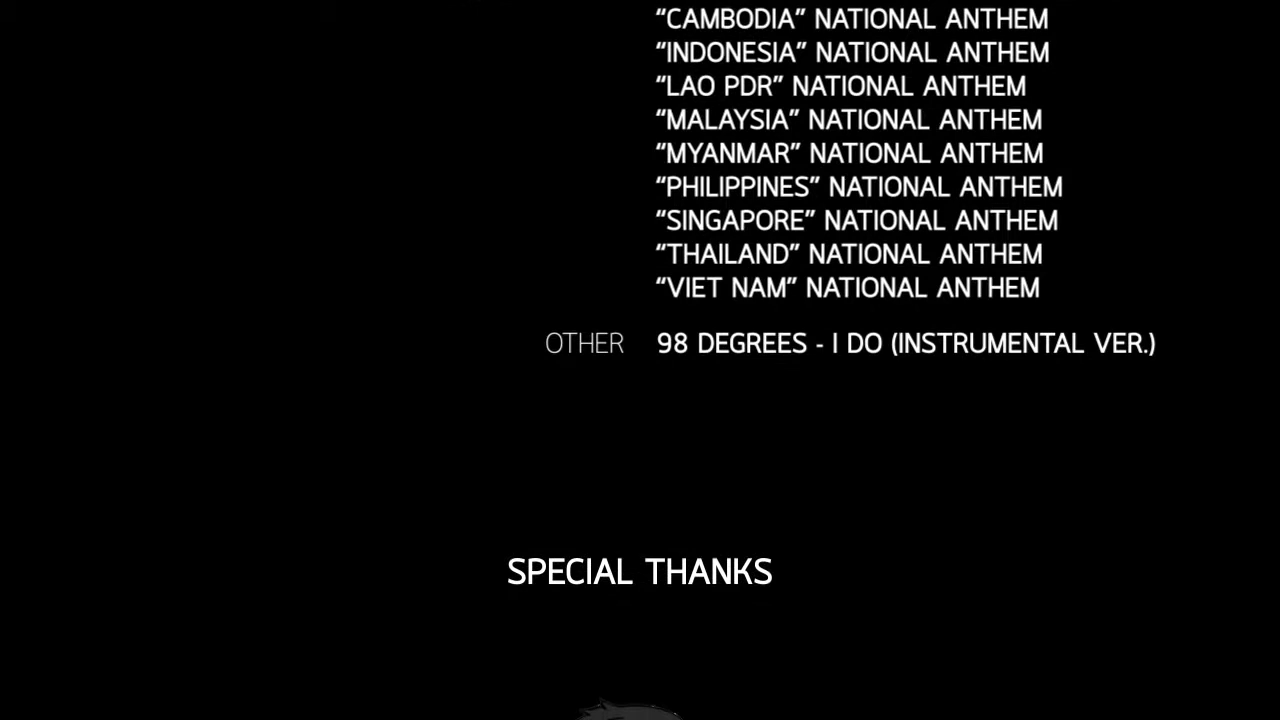 “CAMBODIA” NATIONAL ANTHEM
“INDONESIA” NATIONAL ANTHEM
“LAO PDR” NATIONAL ANTHEM
“MALAYSIA” NATIONAL ANTHEM
“MYANMAR” NATIONAL ANTHEM
“PHILIPPINES” NATIONAL ANTHEM
“SINGAPORE” NATIONAL ANTHEM
“THAILAND” NATIONAL ANTHEM
“VIET NAM” NATIONAL ANTHEM
OTHER 98 DEGREES - I DO (INSTRUMENTAL VER.)
SPECIAL THANKS